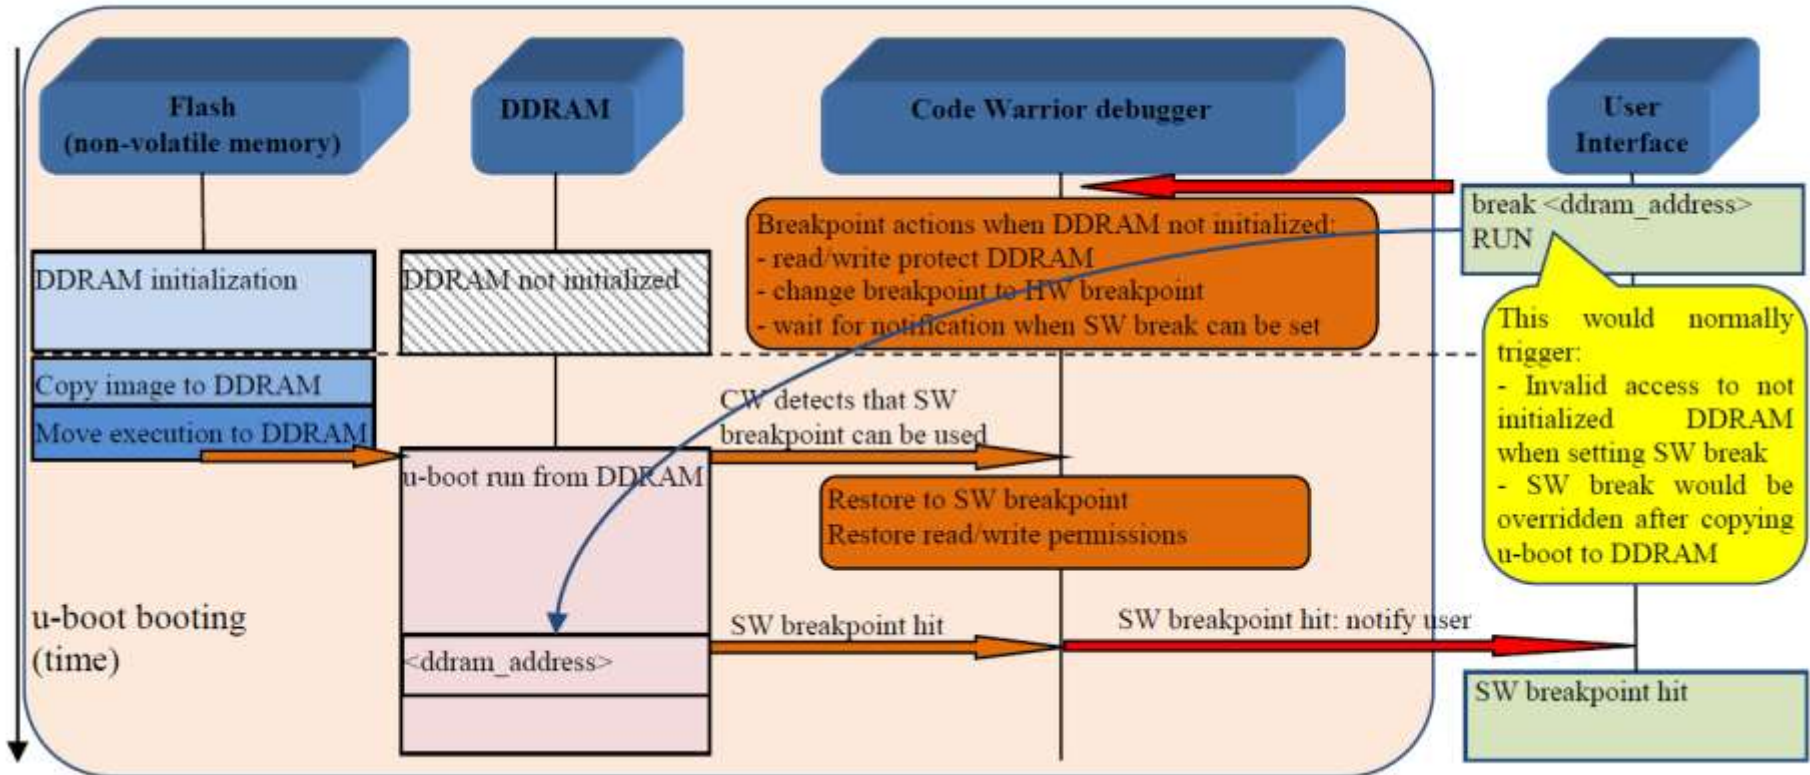 Flash
(non-volatile memory)
DDRAM
Code Warrior debugger
User
Interface
break <ddram_address>
RUN
Breakpoint actions when DDRAM not initialized:
- read/write protect DDRAM
- change breakpoint to HW breakpoint
- wait for notification when SW break can be set
DDRAM initialization
DDRAM not initialized
This would normally
trigger:
- Invalid access to not
initialized DDRAM
when setting SW break
- SW break would be
overridden after copying
u-boot to DDRAM
Copy image to DDRAM
Move execution to DDRAM
CW detects that SW
breakpoint can be used
u-boot run from DDRAM
Restore to SW breakpoint
Restore read/write permissions
u-boot booting
(time)
<ddram_address>
SW breakpoint hit
SW breakpoint hit: notify user
SW breakpoint hit